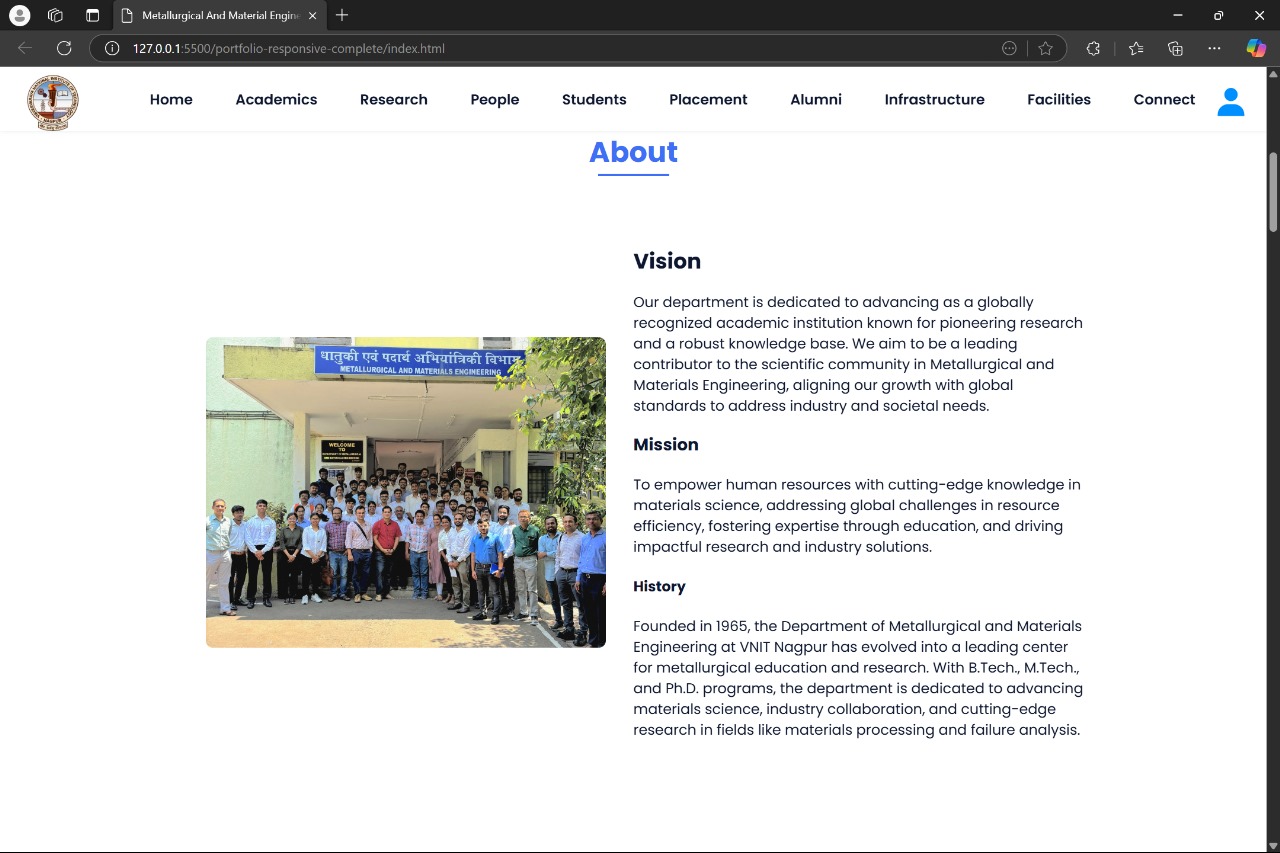 Metallurgical And Material Engin
127.0.0.1:5500/portfolio-responsive-complete/index.html
Home Academics Research People Students Placement Alumni Infrastructure Facilities Connect
About
Vision
Our department is dedicated to advancing as a globally
recognized academic institution known for pioneering research
and a robust knowledge base. We aim to be a leading
contributor to the scientific community in Metallurgical and
Materials Engineering, aligning our growth with global
standards to address industry and societal needs.
धातुकी एवं पदार्थ अभियांत्रिकी विभाग
METALLURGICAL AND MATERIALS ENGINEERING
WELCOME
TO
Mission
To empower human resources with cutting-edge knowledge in
materials science, addressing global challenges in resource
efficiency, fostering expertise through education, and driving
impactful research and industry solutions.
History
Founded in 1965, the Department of Metallurgical and Materials
Engineering at VNIT Nagpur has evolved into a leading center
for metallurgical education and research. With B.Tech., M.Tech.,
and Ph.D. programs, the department is dedicated to advancing
materials science, industry collaboration, and cutting-edge
research in fields like materials processing and failure analysis.